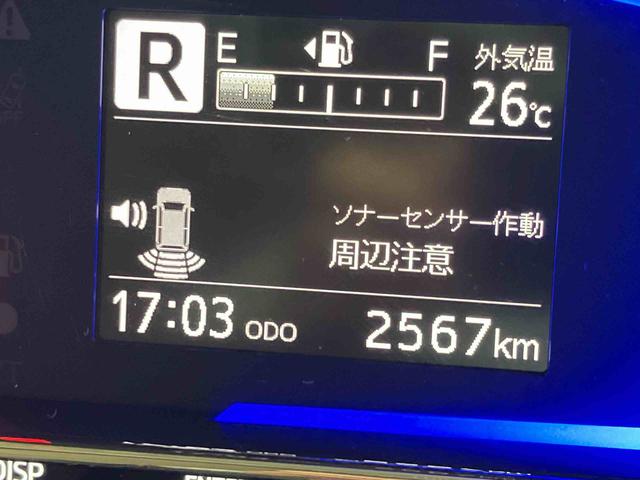 R E F 外気温
26℃
ソナーセンサー作動
周辺注意
17:03 ODO 2567km
DISP